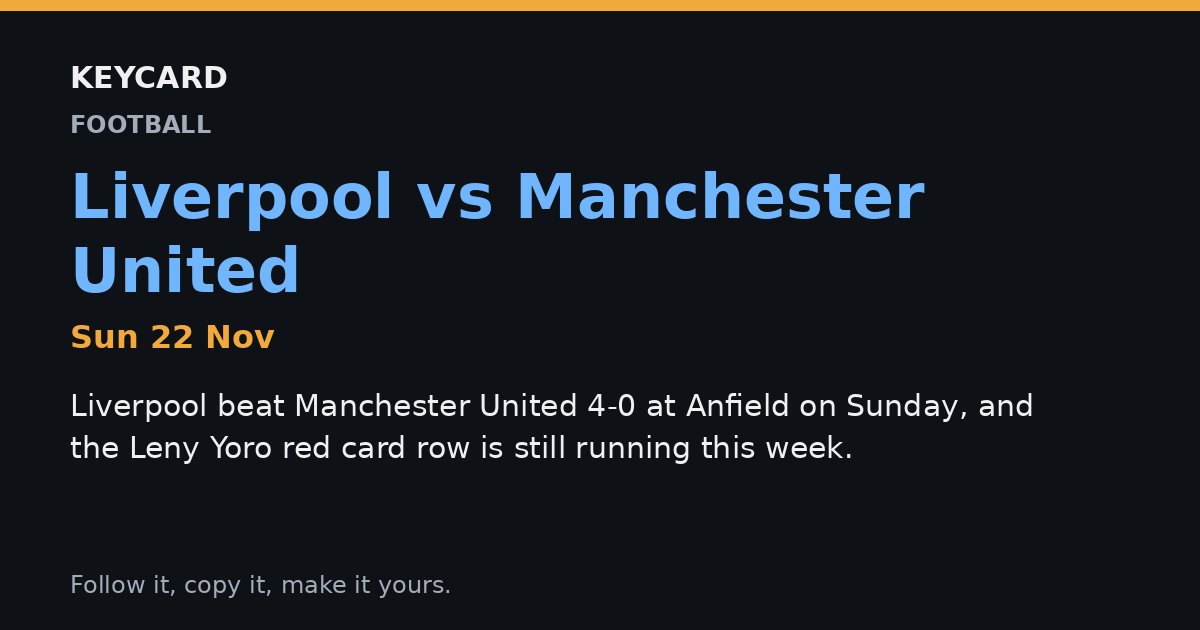 KEYCARD
FOOTBALL
Liverpool vs Manchester
United
Sun 22 Nov
Liverpool beat Manchester United 4-0 at Anfield on Sunday, and
the Leny Yoro red card row is still running this week.
Follow it, copy it, make it yours.